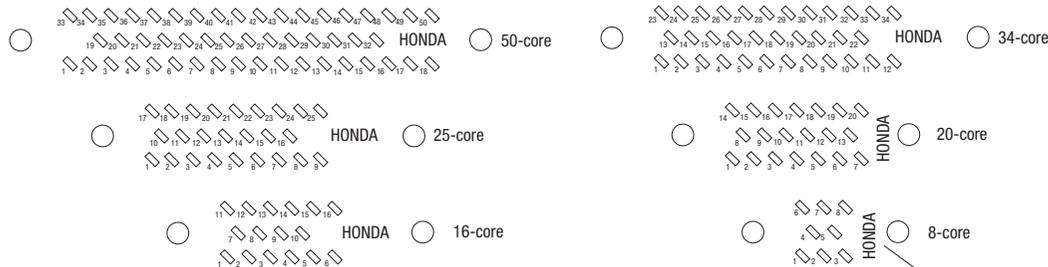 33 34 35 36 37 38 39 40 41 42 43 44 45 46 47 48 49 50
19 20 21 22 23 24 25 26 27 28 29 30 31 32 HONDA 50-core
1 2 3 4 5 6 7 8 9 10 11 12 13 14 15 16 17 18
23 24 25 26 27 28 29 30 31 32 33 34
13 14 15 16 17 18 19 20 21 22 HONDA 34-core
1 2 3 4 5 6 7 8 9 10 11 12
17 18 19 20 21 22 23 24 25
10 11 12 13 14 15 16 HONDA 25-core
1 2 3 4 5 6 7 8 9
14 15 16 17 18 19 20
8 9 10 11 12 13 HONDA 20-core
1 2 3 4 5 6 7
11 12 13 14 15 16
7 8 9 10 HONDA 16-core
1 2 3 4 5 6
6 7 8
4 5 HONDA 8-core
1 2 3